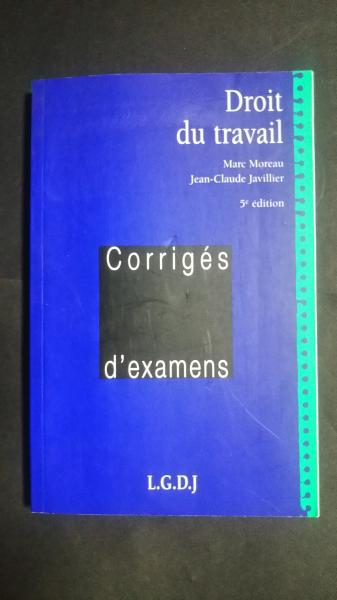 Droit
du travail
Marc Moreau
Jean-Claude Javillier
5e édition
Corrigés
d'examens
L.G.D.J